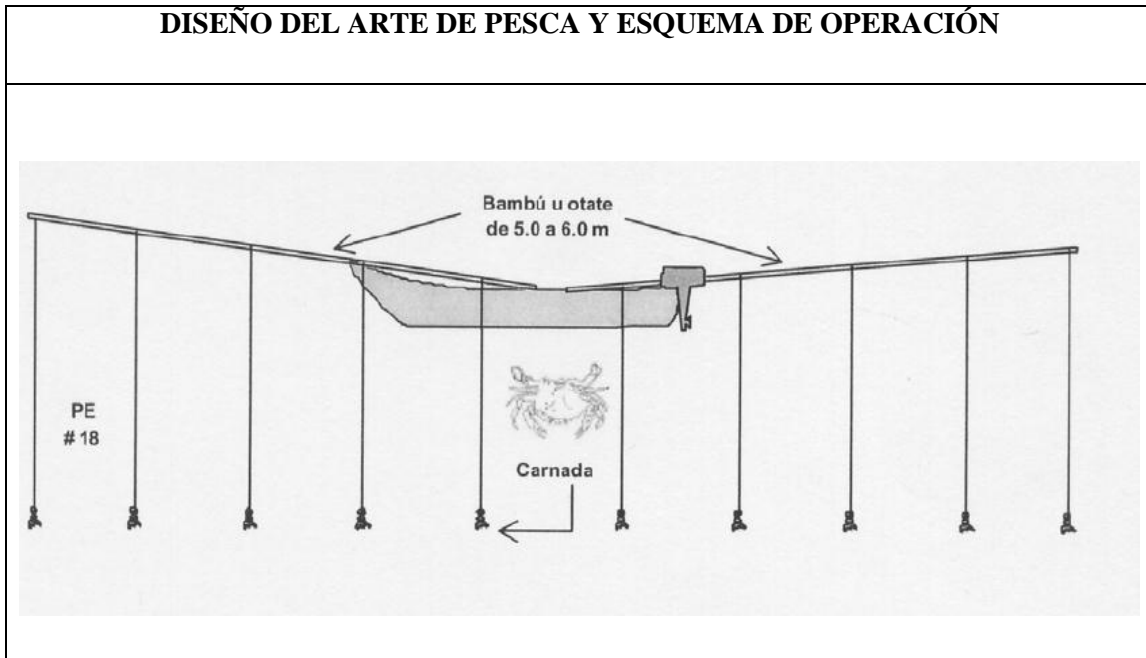 DISEÑO DEL ARTE DE PESCA Y ESQUEMA DE OPERACIÓN
Bambú u otate
de 5.0 a 6.0 m
PE
# 18
Carnada